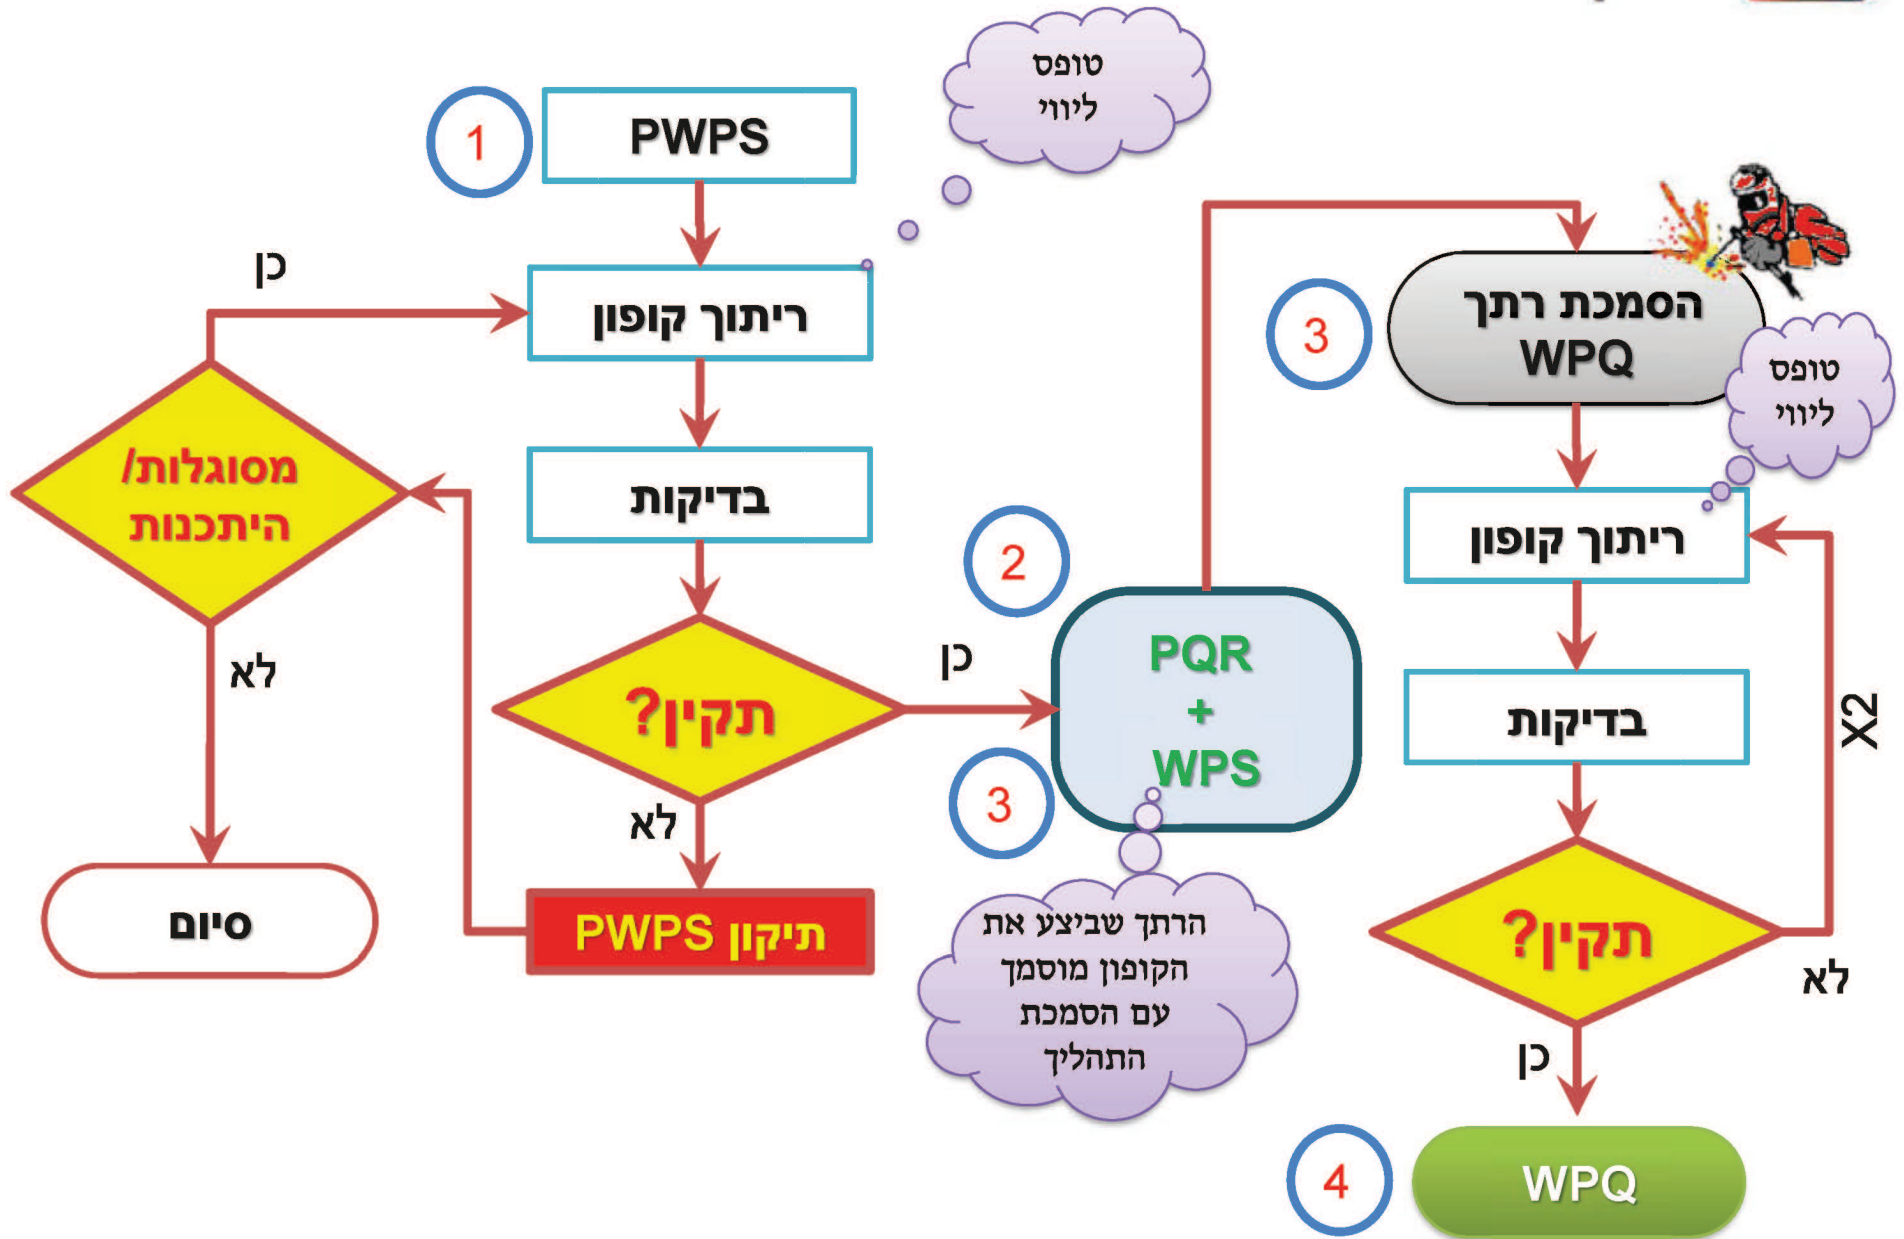 טופס
ליווי
1
PWPS
כן
ריתוך קופון
מסוגלות/
היתכנות
בדיקות
לא
תקין?
כן
לא
סיום
תיקון PWPS
2
PQR
+
WPS
3
הרתך שביצע את
הקופון מוסמך
עם הסמכת
התהליך
3
הסמכת רתך
WPQ
טופס
ליווי
ריתוך קופון
בדיקות
X2
תקין?
לא
כן
4
WPQ